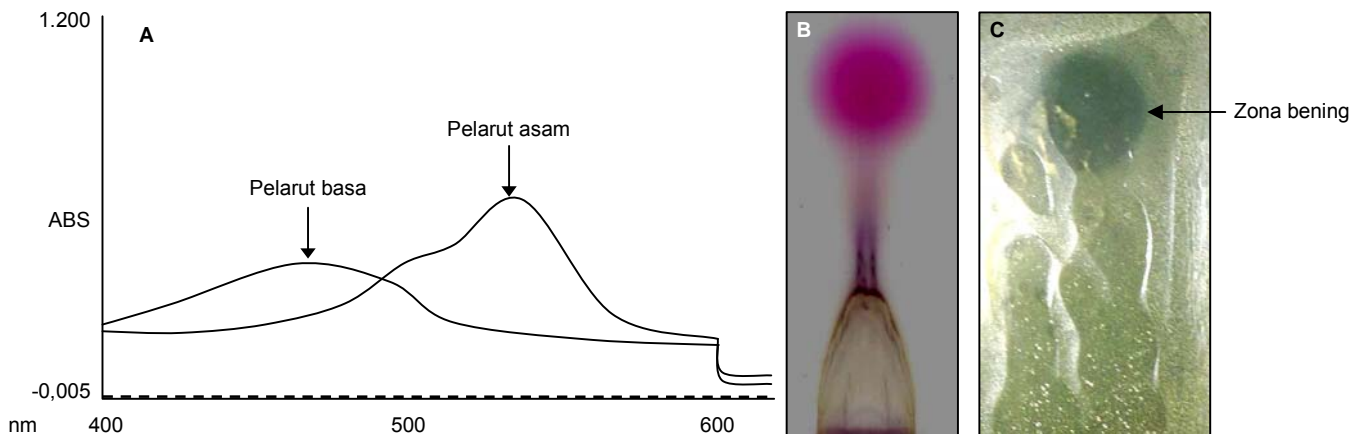 1.200
A
B
C
Pelarut asam
Zona bening
Pelarut basa
ABS
-0,005
nm
400
500
600